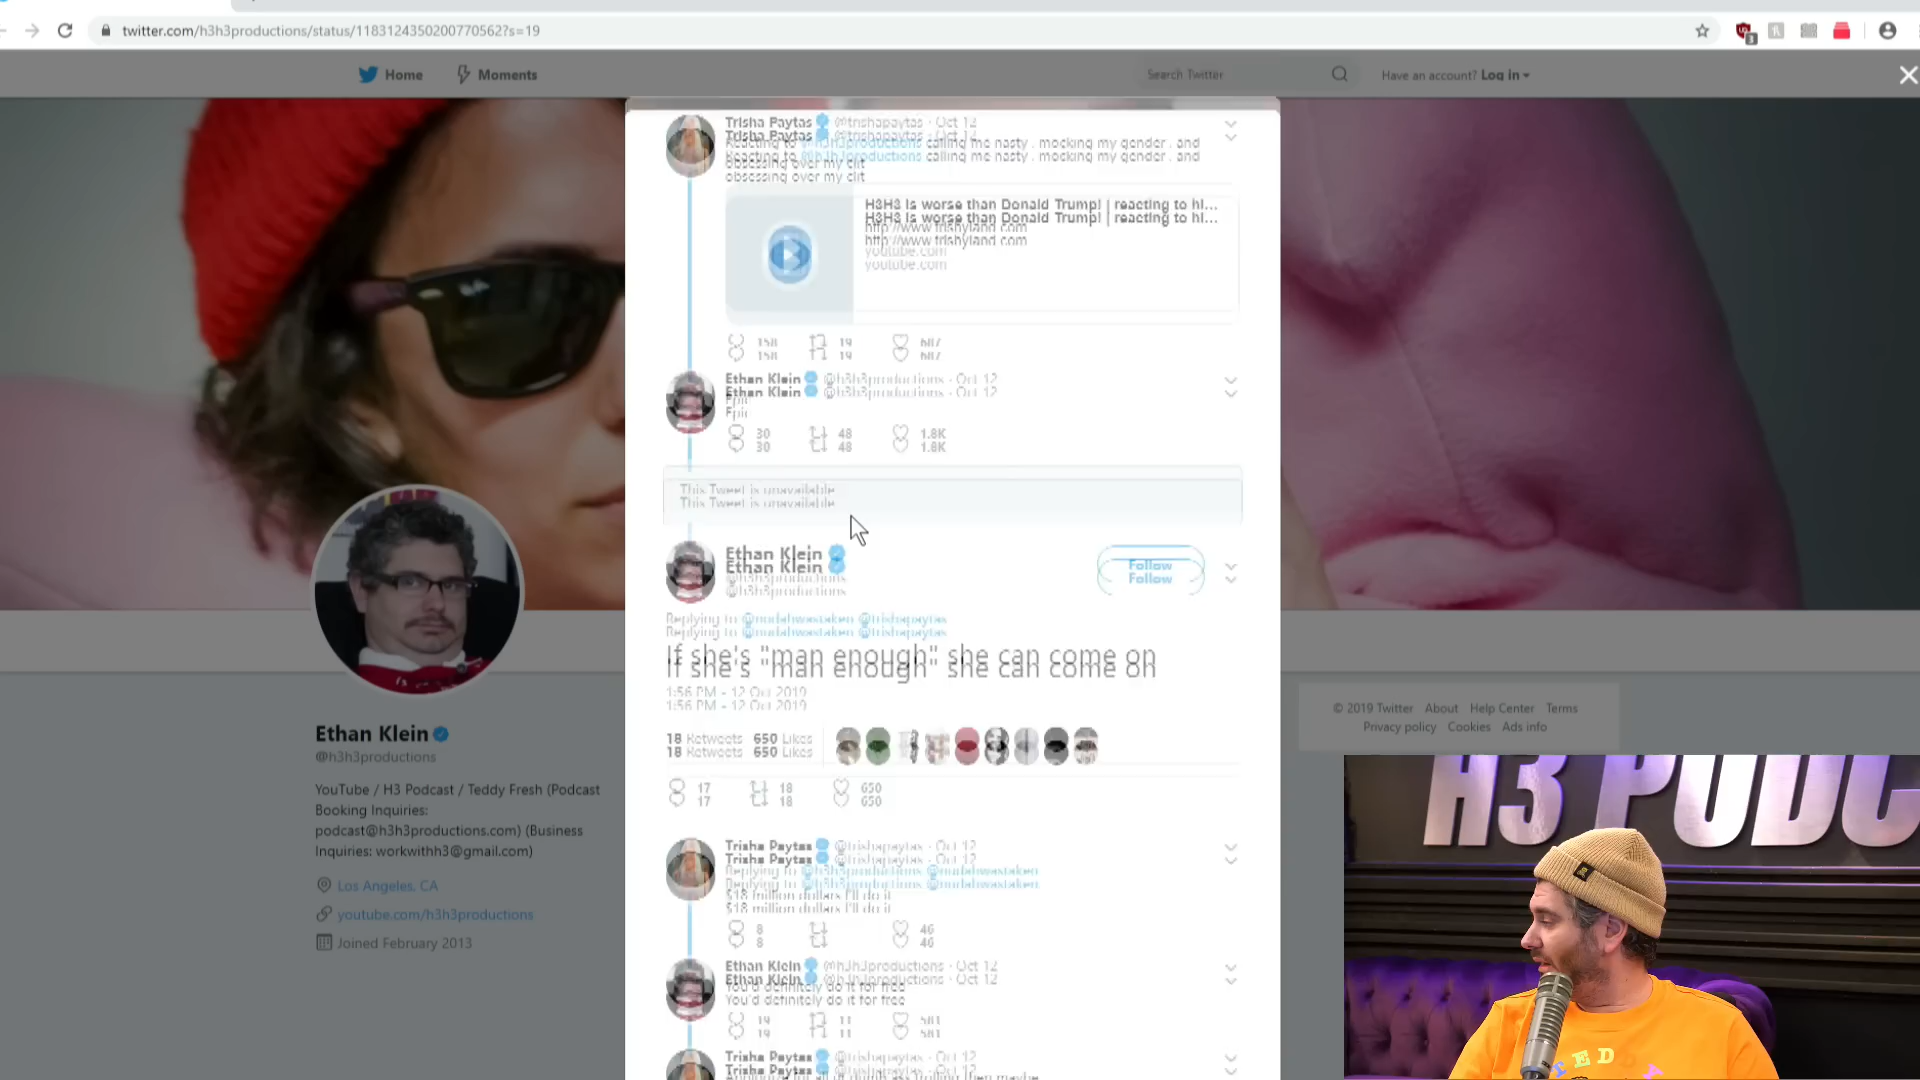 twitter.com/h3h3productions/status/1183124350200770562?s=19
Home Moments
Search Twitter
Have an account? Log in
Trisha Paytas @trishapaytas · Oct 12
Reacting to @h3h3productions calling me nasty . mocking my gender . and
obsessing over my clit
H3H3 is worse than Donald Trump! | reacting to hi...
http://www trishyland com
youtube.com
158 19 687
Ethan Klein @h3h3productions · Oct 12
30 48 1.8K
This Tweet is unavailable
Ethan Klein
@h3h3productions
Follow
Replying to @nudahwastaken @trishapaytas
If she's "man enough" she can come on
1:56 PM - 12 Oct 2019
18 Retweets 650 Likes
17 18 650
Trisha Paytas @trishapaytas · Oct 12
Replying to @h3h3productions @nudahwastaken
$18 million dollars I'll do it
8 46
Ethan Klein @h3h3productions · Oct 12
You'd definitely do it for free
19 11 581
Trisha Paytas @trishapaytas · Oct 12
Ethan Klein
@h3h3productions
YouTube / H3 Podcast / Teddy Fresh (Podcast
Booking Inquiries:
podcast@h3h3productions.com) (Business
Inquiries: workwithh3@gmail.com)
Los Angeles, CA
youtube.com/h3h3productions
Joined February 2013
© 2019 Twitter About Help Center Terms
Privacy policy Cookies Ads info
H3 PODC
TED